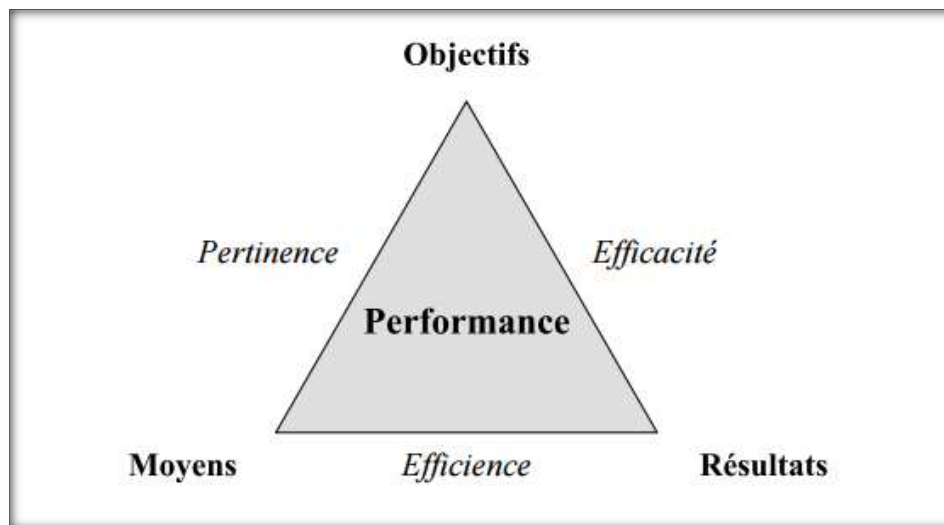 Objectifs
Pertinence
Efficacité
Performance
Moyens
Efficience
Résultats